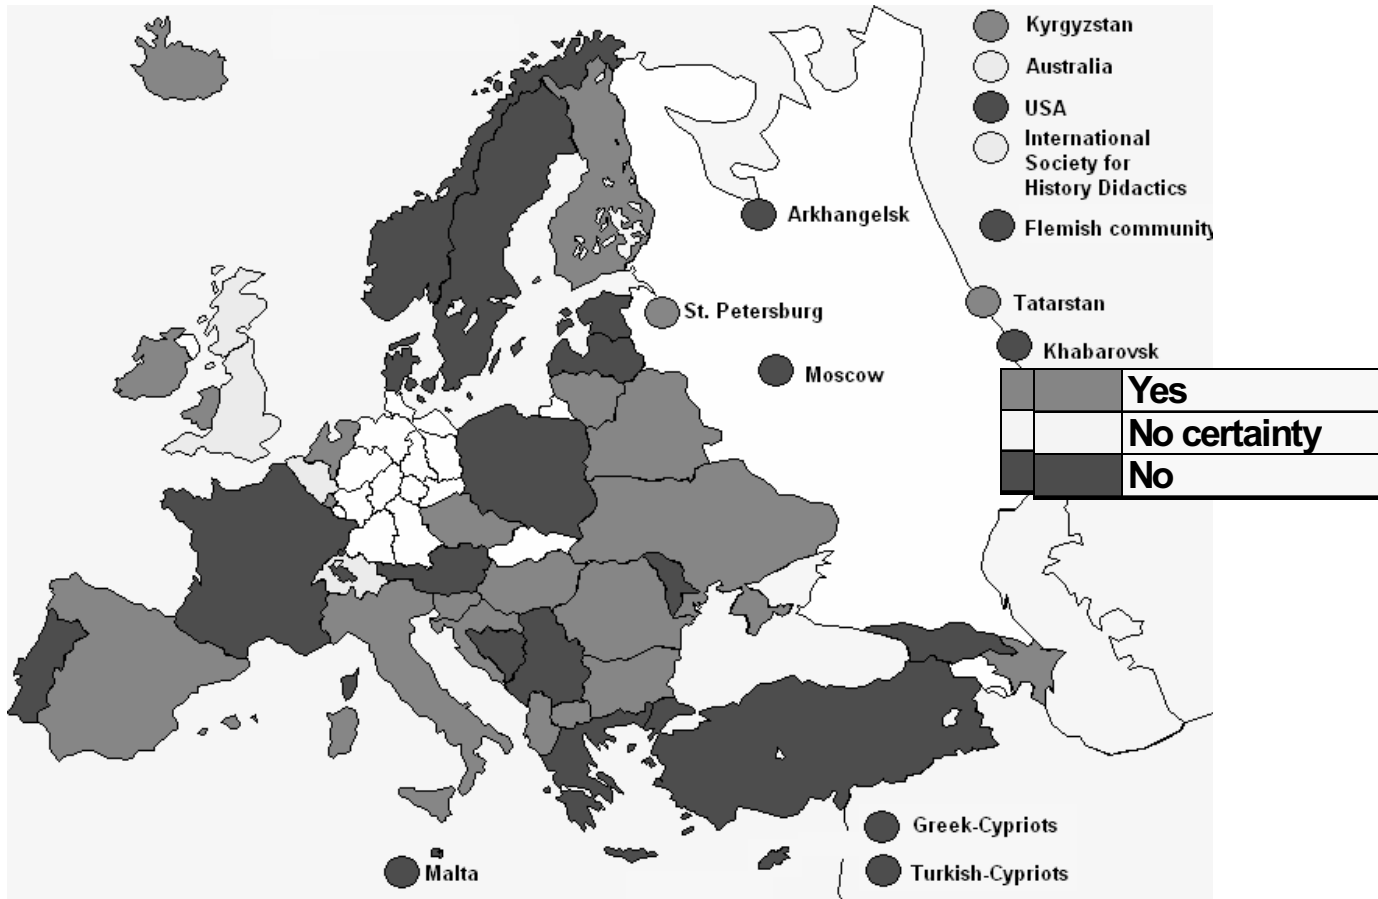 Kyrgyzstan
Australia
USA
International
Society for
History Didactics
Flemish community
Arkhangelsk
Tatarstan
St. Petersburg
Khabarovsk
Moscow
Yes
No certainty
No
Greek-Cypriots
Malta
Turkish-Cypriots